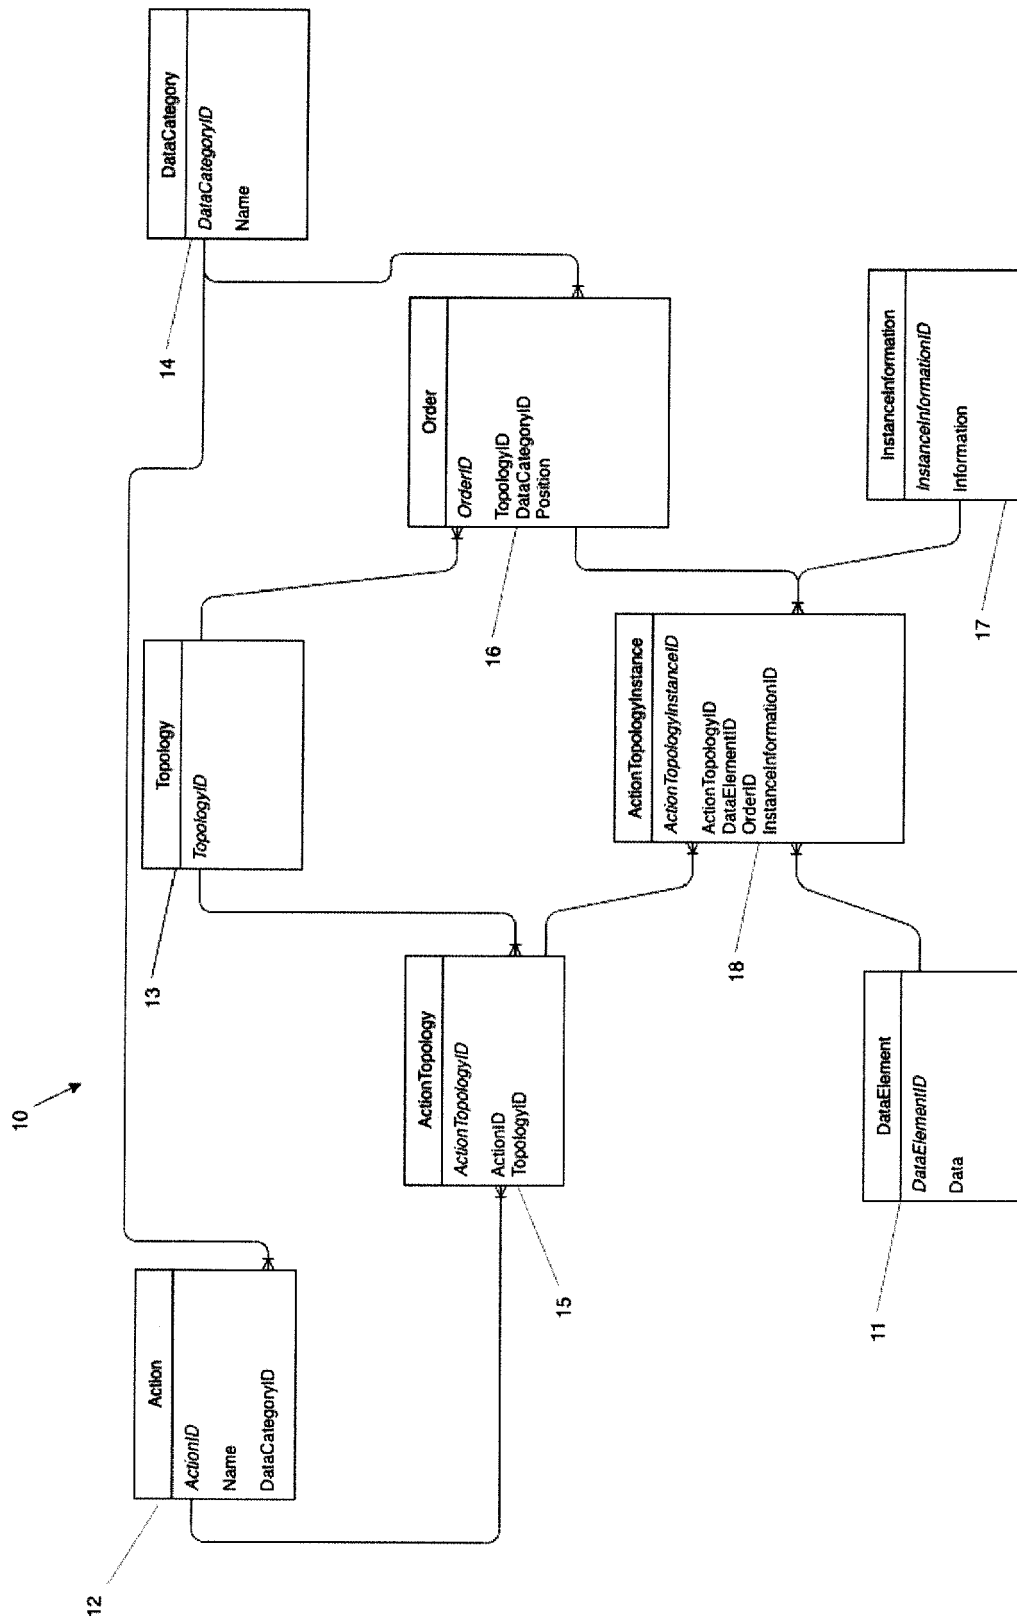 10
12
Action
ActionID
Name
DataCategoryID
13
Topology
TopologyID
14
DataCategory
DataCategoryID
Name
15
ActionTopology
ActionTopologyID
ActionID
TopologyID
16
Order
OrderID
TopologyID
DataCategoryID
Position
11
DataElement
DataElementID
Data
18
ActionTopologyInstance
ActionTopologyInstanceID
ActionTopologyID
DataElementID
OrderID
InstanceInformationID
17
InstanceInformation
InstanceInformationID
Information